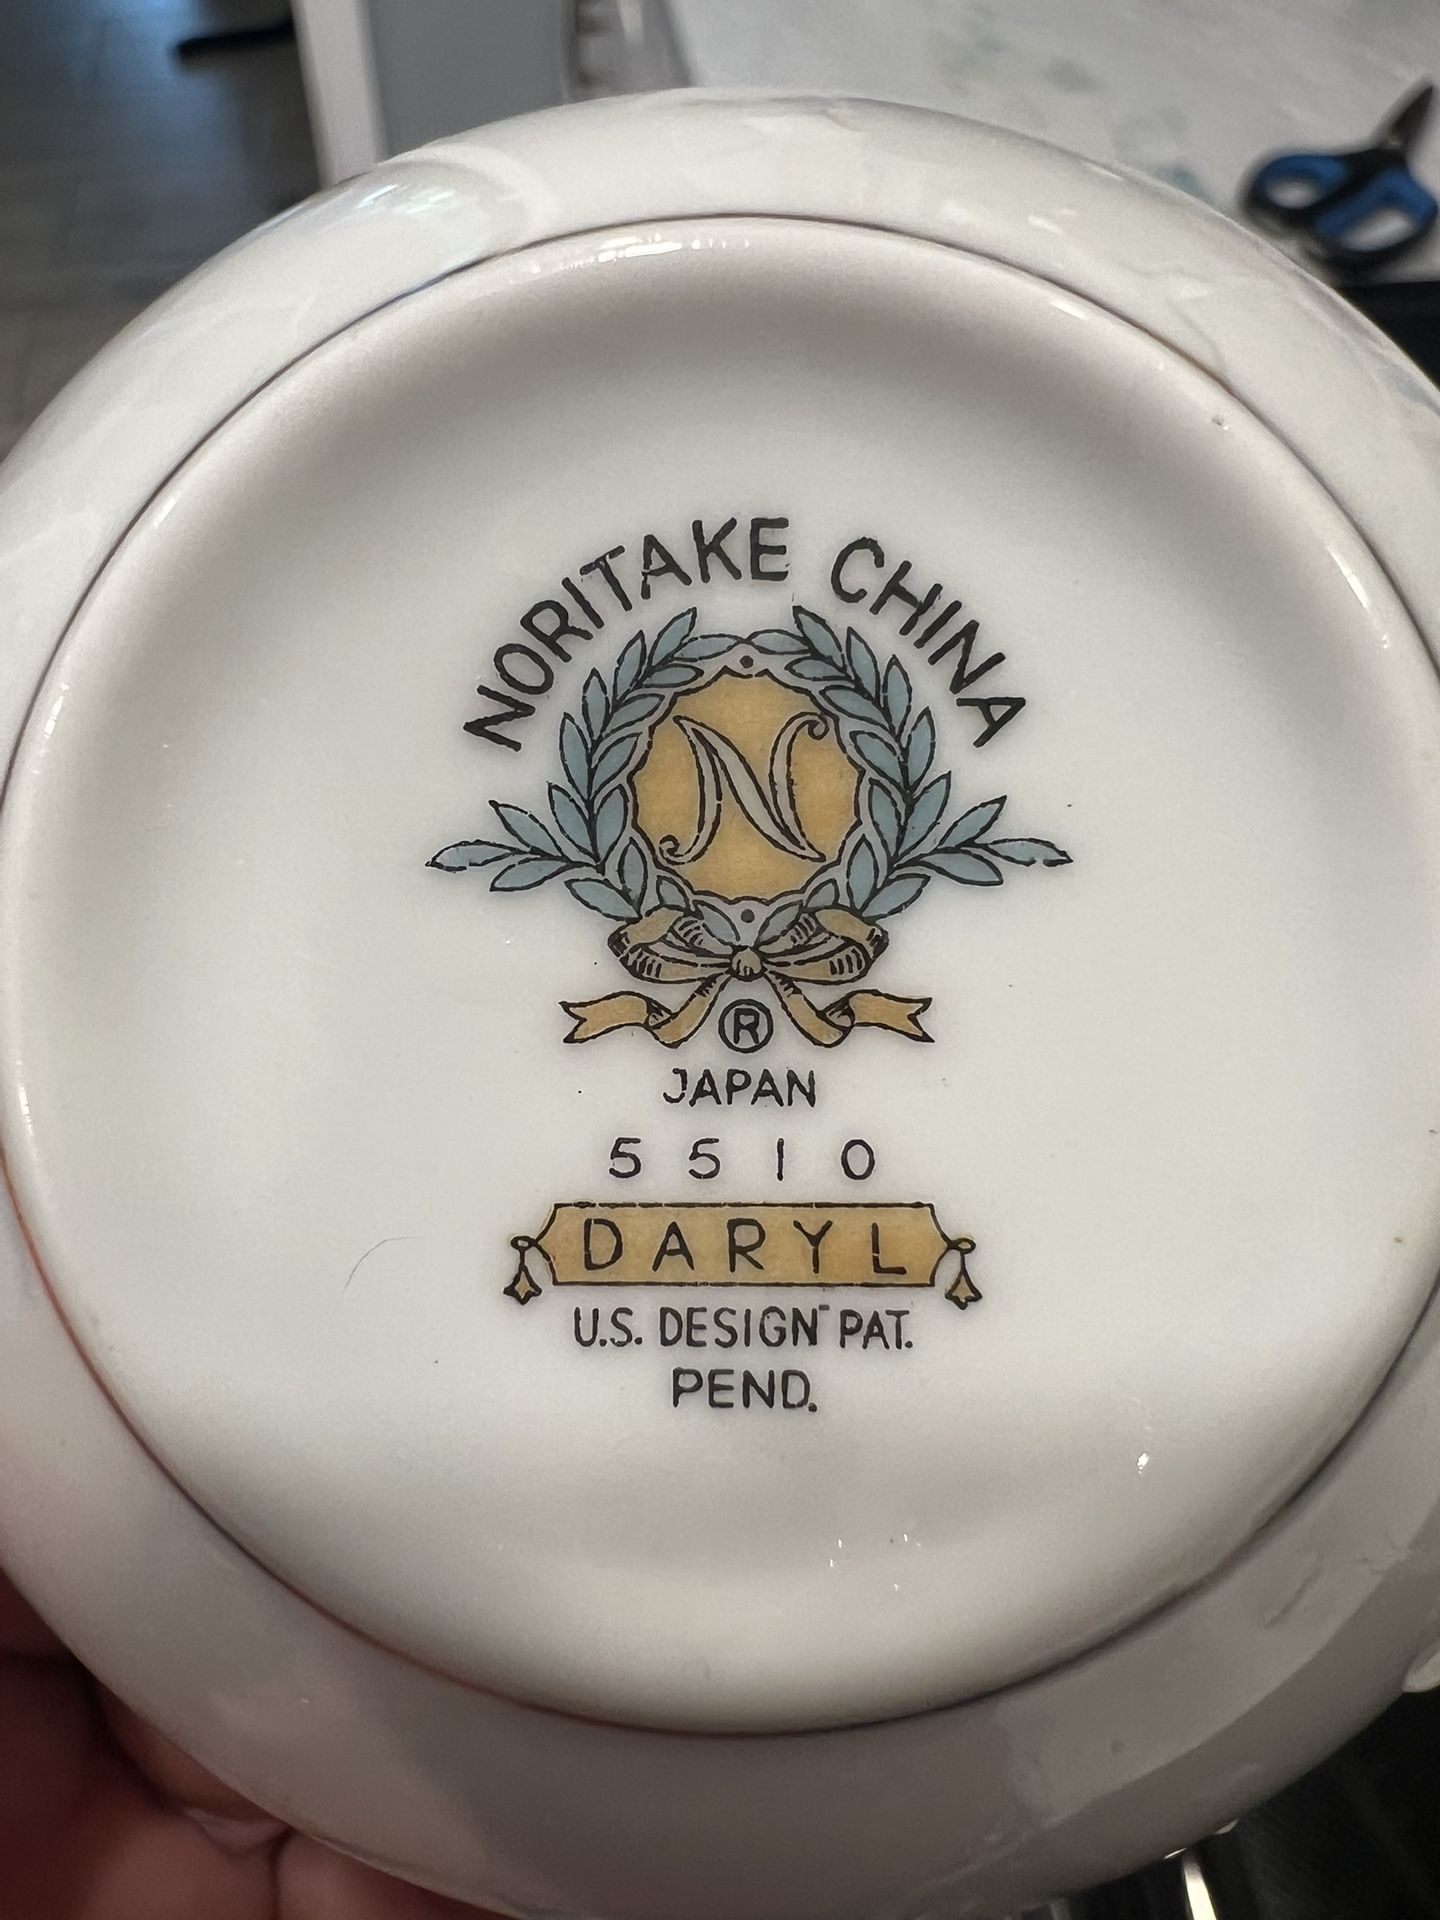 NORITAKE CHINA
N
®
JAPAN
5510
DARYL
U.S. DESIGN PAT.
PEND.